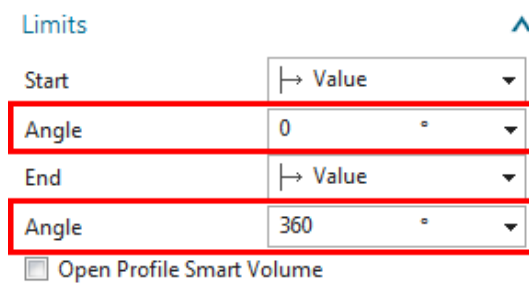 Limits
Start Value
Angle 0 °
End Value
Angle 360 °
Open Profile Smart Volume